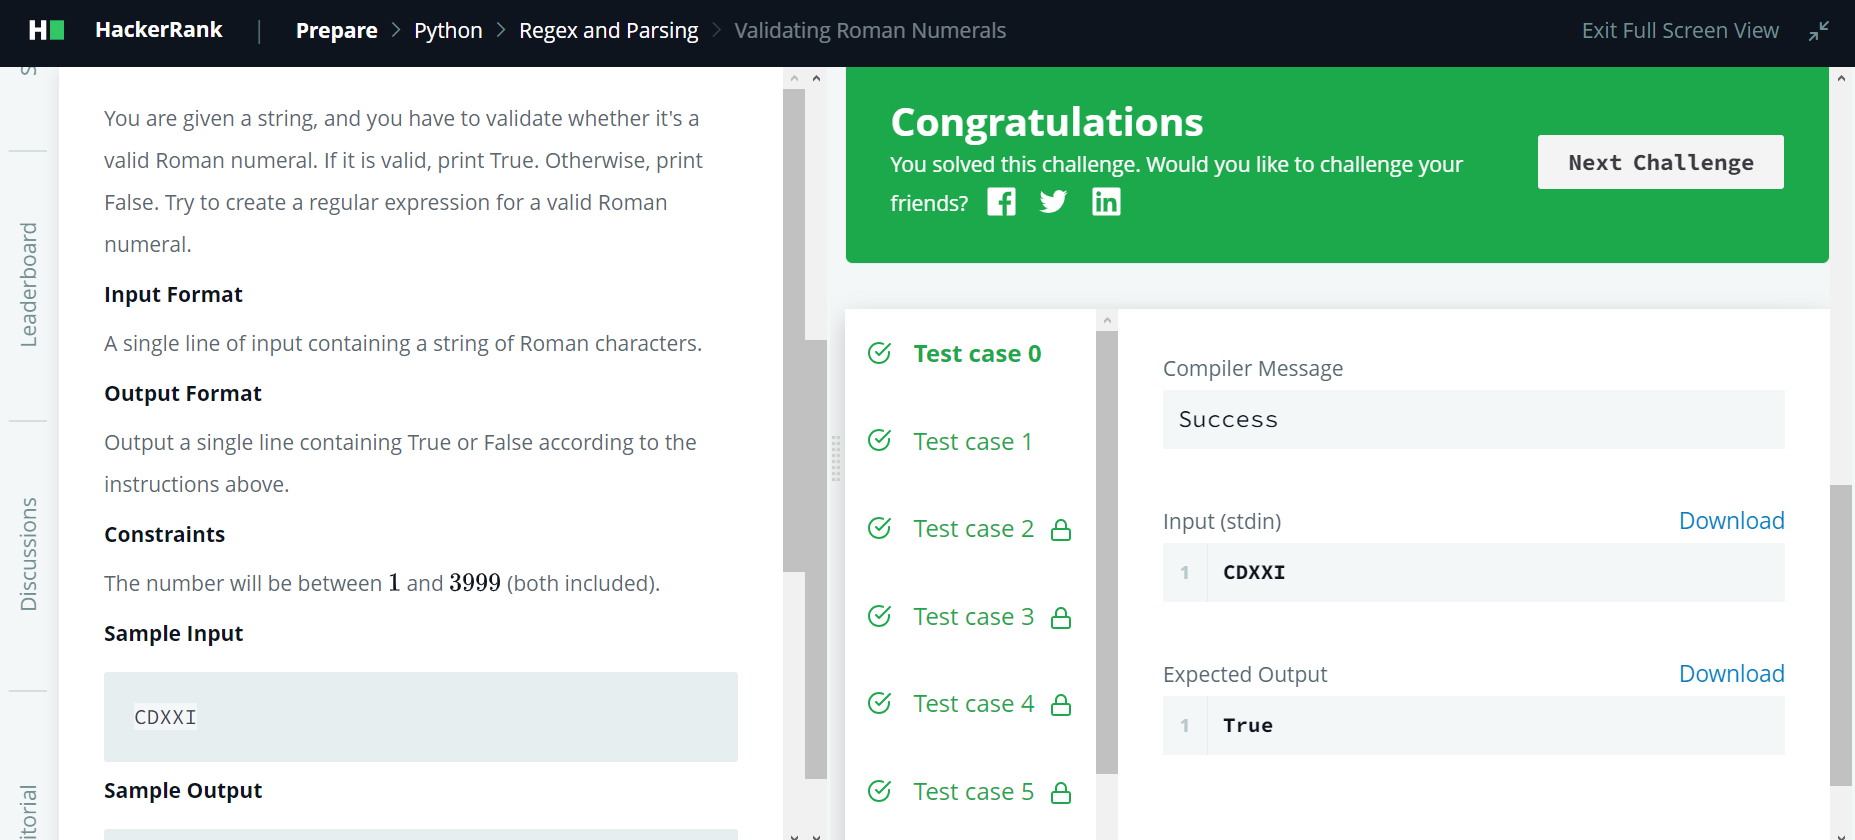 HackerRank | Prepare > Python > Regex and Parsing > Validating Roman Numerals
Exit Full Screen View
Leaderboard
Discussions
You are given a string, and you have to validate whether it's a
valid Roman numeral. If it is valid, print True. Otherwise, print
False. Try to create a regular expression for a valid Roman
numeral.
Input Format
A single line of input containing a string of Roman characters.
Output Format
Output a single line containing True or False according to the
instructions above.
Constraints
The number will be between 1 and 3999 (both included).
Sample Input
CDXXI
Sample Output
Congratulations
You solved this challenge. Would you like to challenge your
friends?
Next Challenge
Test case 0
Test case 1
Test case 2
Test case 3
Test case 4
Test case 5
Compiler Message
Success
Input (stdin)
Download
1 CDXXI
Expected Output
Download
1 True